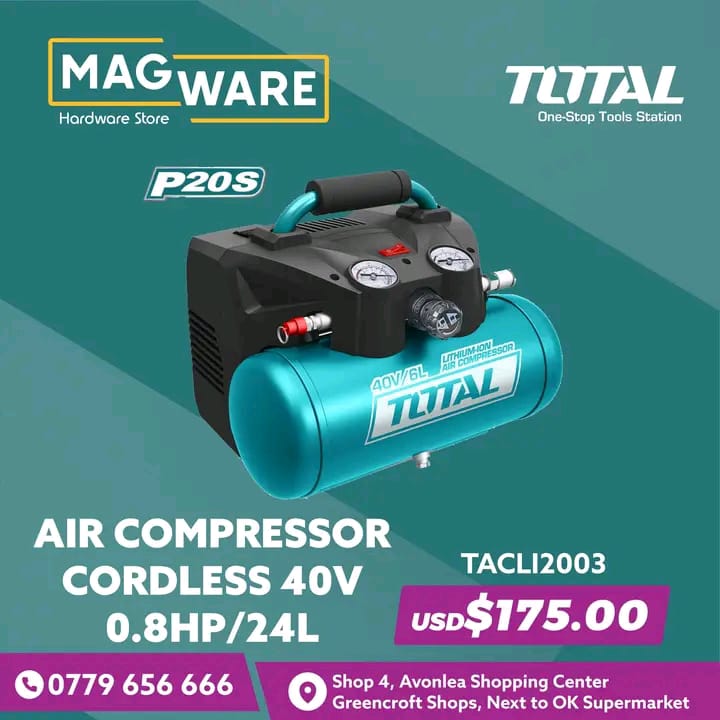 MAGWARE
Hardware Store
TOTAL
One-Stop Tools Station
P20S
40V/6L
LITHIUM-ION
AIR COMPRESSOR
TOTAL
AIR COMPRESSOR
CORDLESS 40V
0.8HP/24L
TACLI2003
USD$175.00
0779 656 666
Shop 4, Avonlea Shopping Center
Greencroft Shops, Next to OK Supermarket